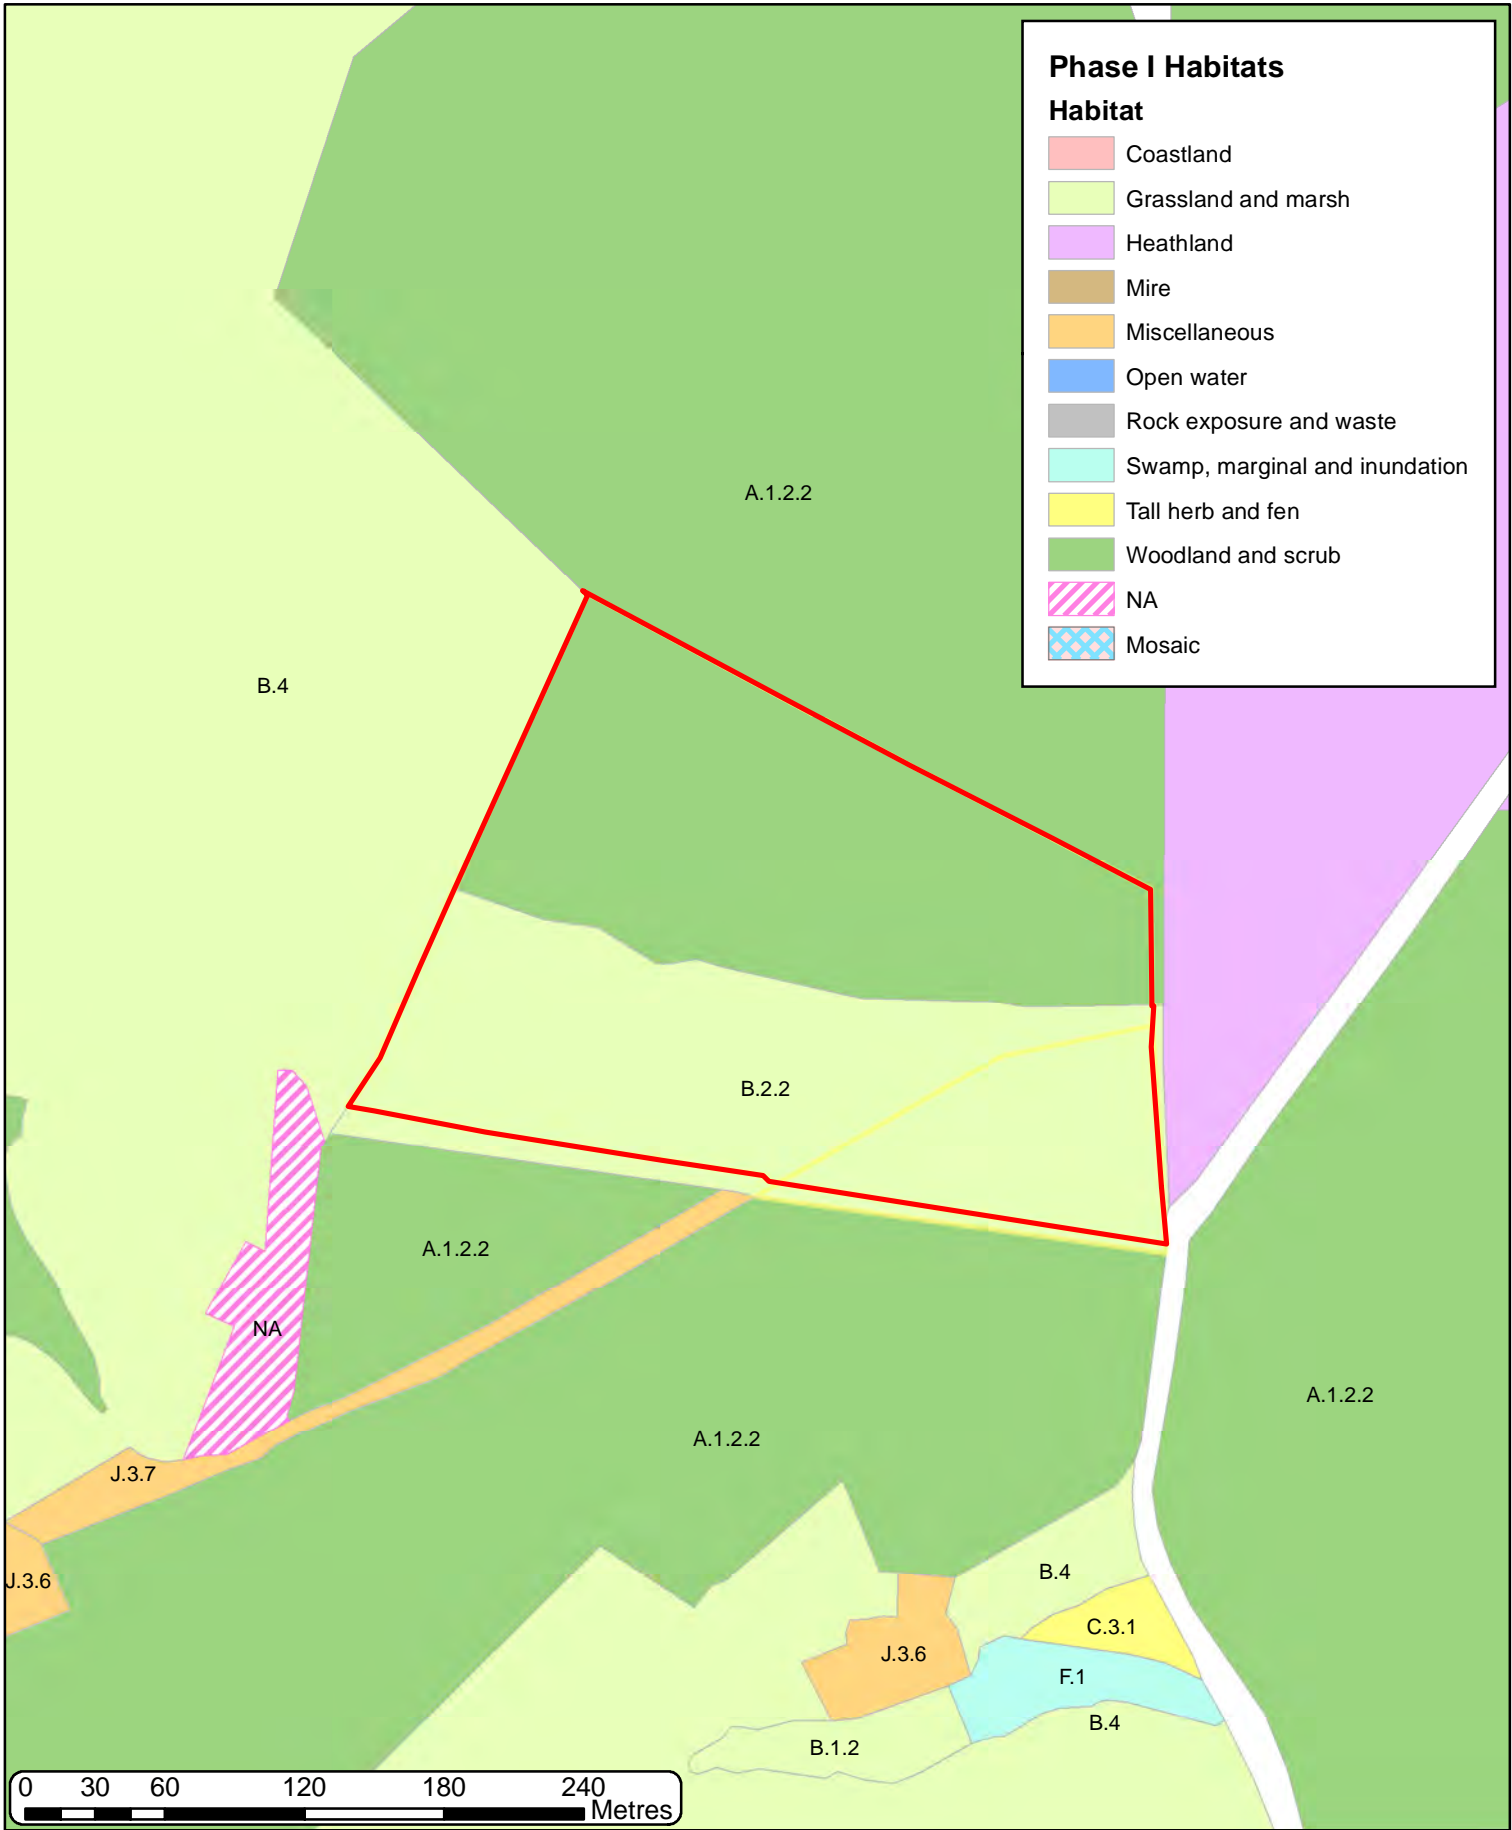 Phase I Habitats
Habitat
Coastland
Grassland and marsh
Heathland
Mire
Miscellaneous
Open water
Rock exposure and waste
Swamp, marginal and inundation
Tall herb and fen
Woodland and scrub
NA
Mosaic
A.1.2.2
B.4
B.2.2
A.1.2.2
NA
A.1.2.2
A.1.2.2
J.3.7
J.3.6
B.4
C.3.1
J.3.6
F.1
B.4
B.1.2
0 30 60 120 180 240
Metres